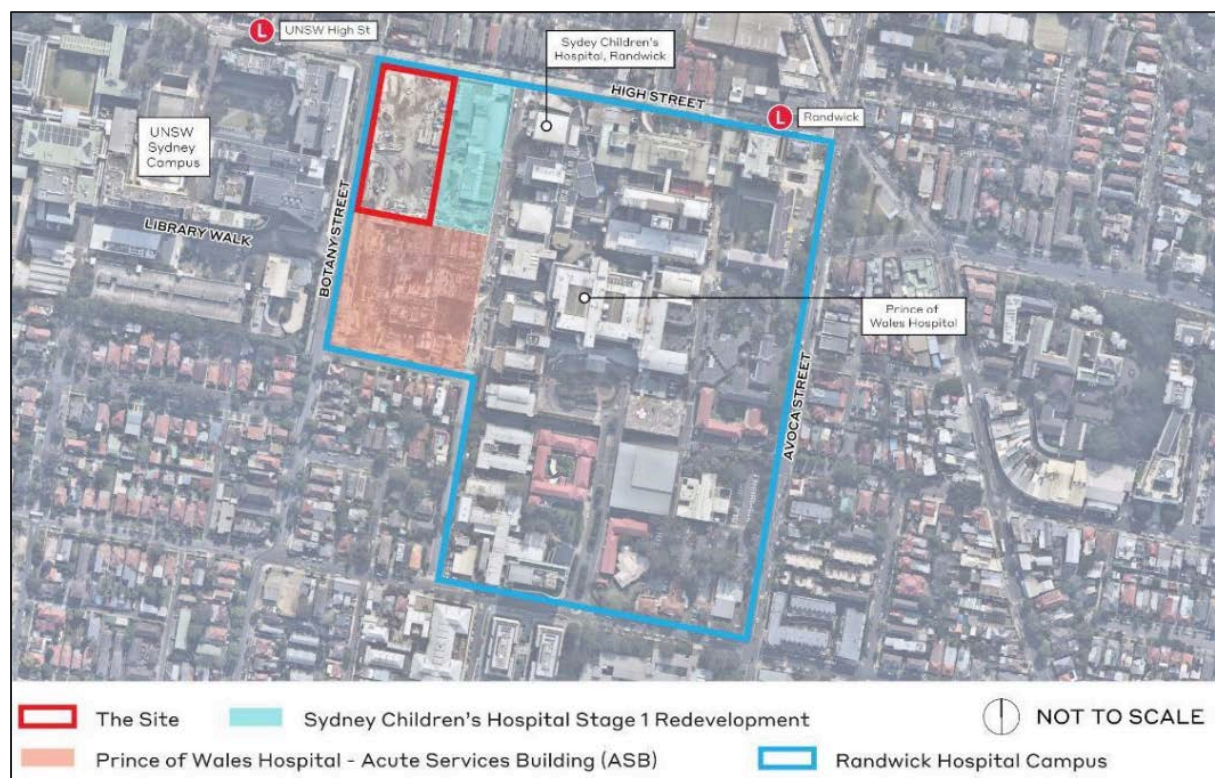 L
UNSW High St
Sydey Children's
Hospital, Randwick
HIGH STREET
L
Randwick
UNSW
Sydney
Campus
LIBRARY WALK
BOTANY STREET
Prince of
Wales Hospital
AVOCA STREET
The Site
Sydney Children's Hospital Stage 1 Redevelopment
NOT TO SCALE
Prince of Wales Hospital - Acute Services Building (ASB)
Randwick Hospital Campus